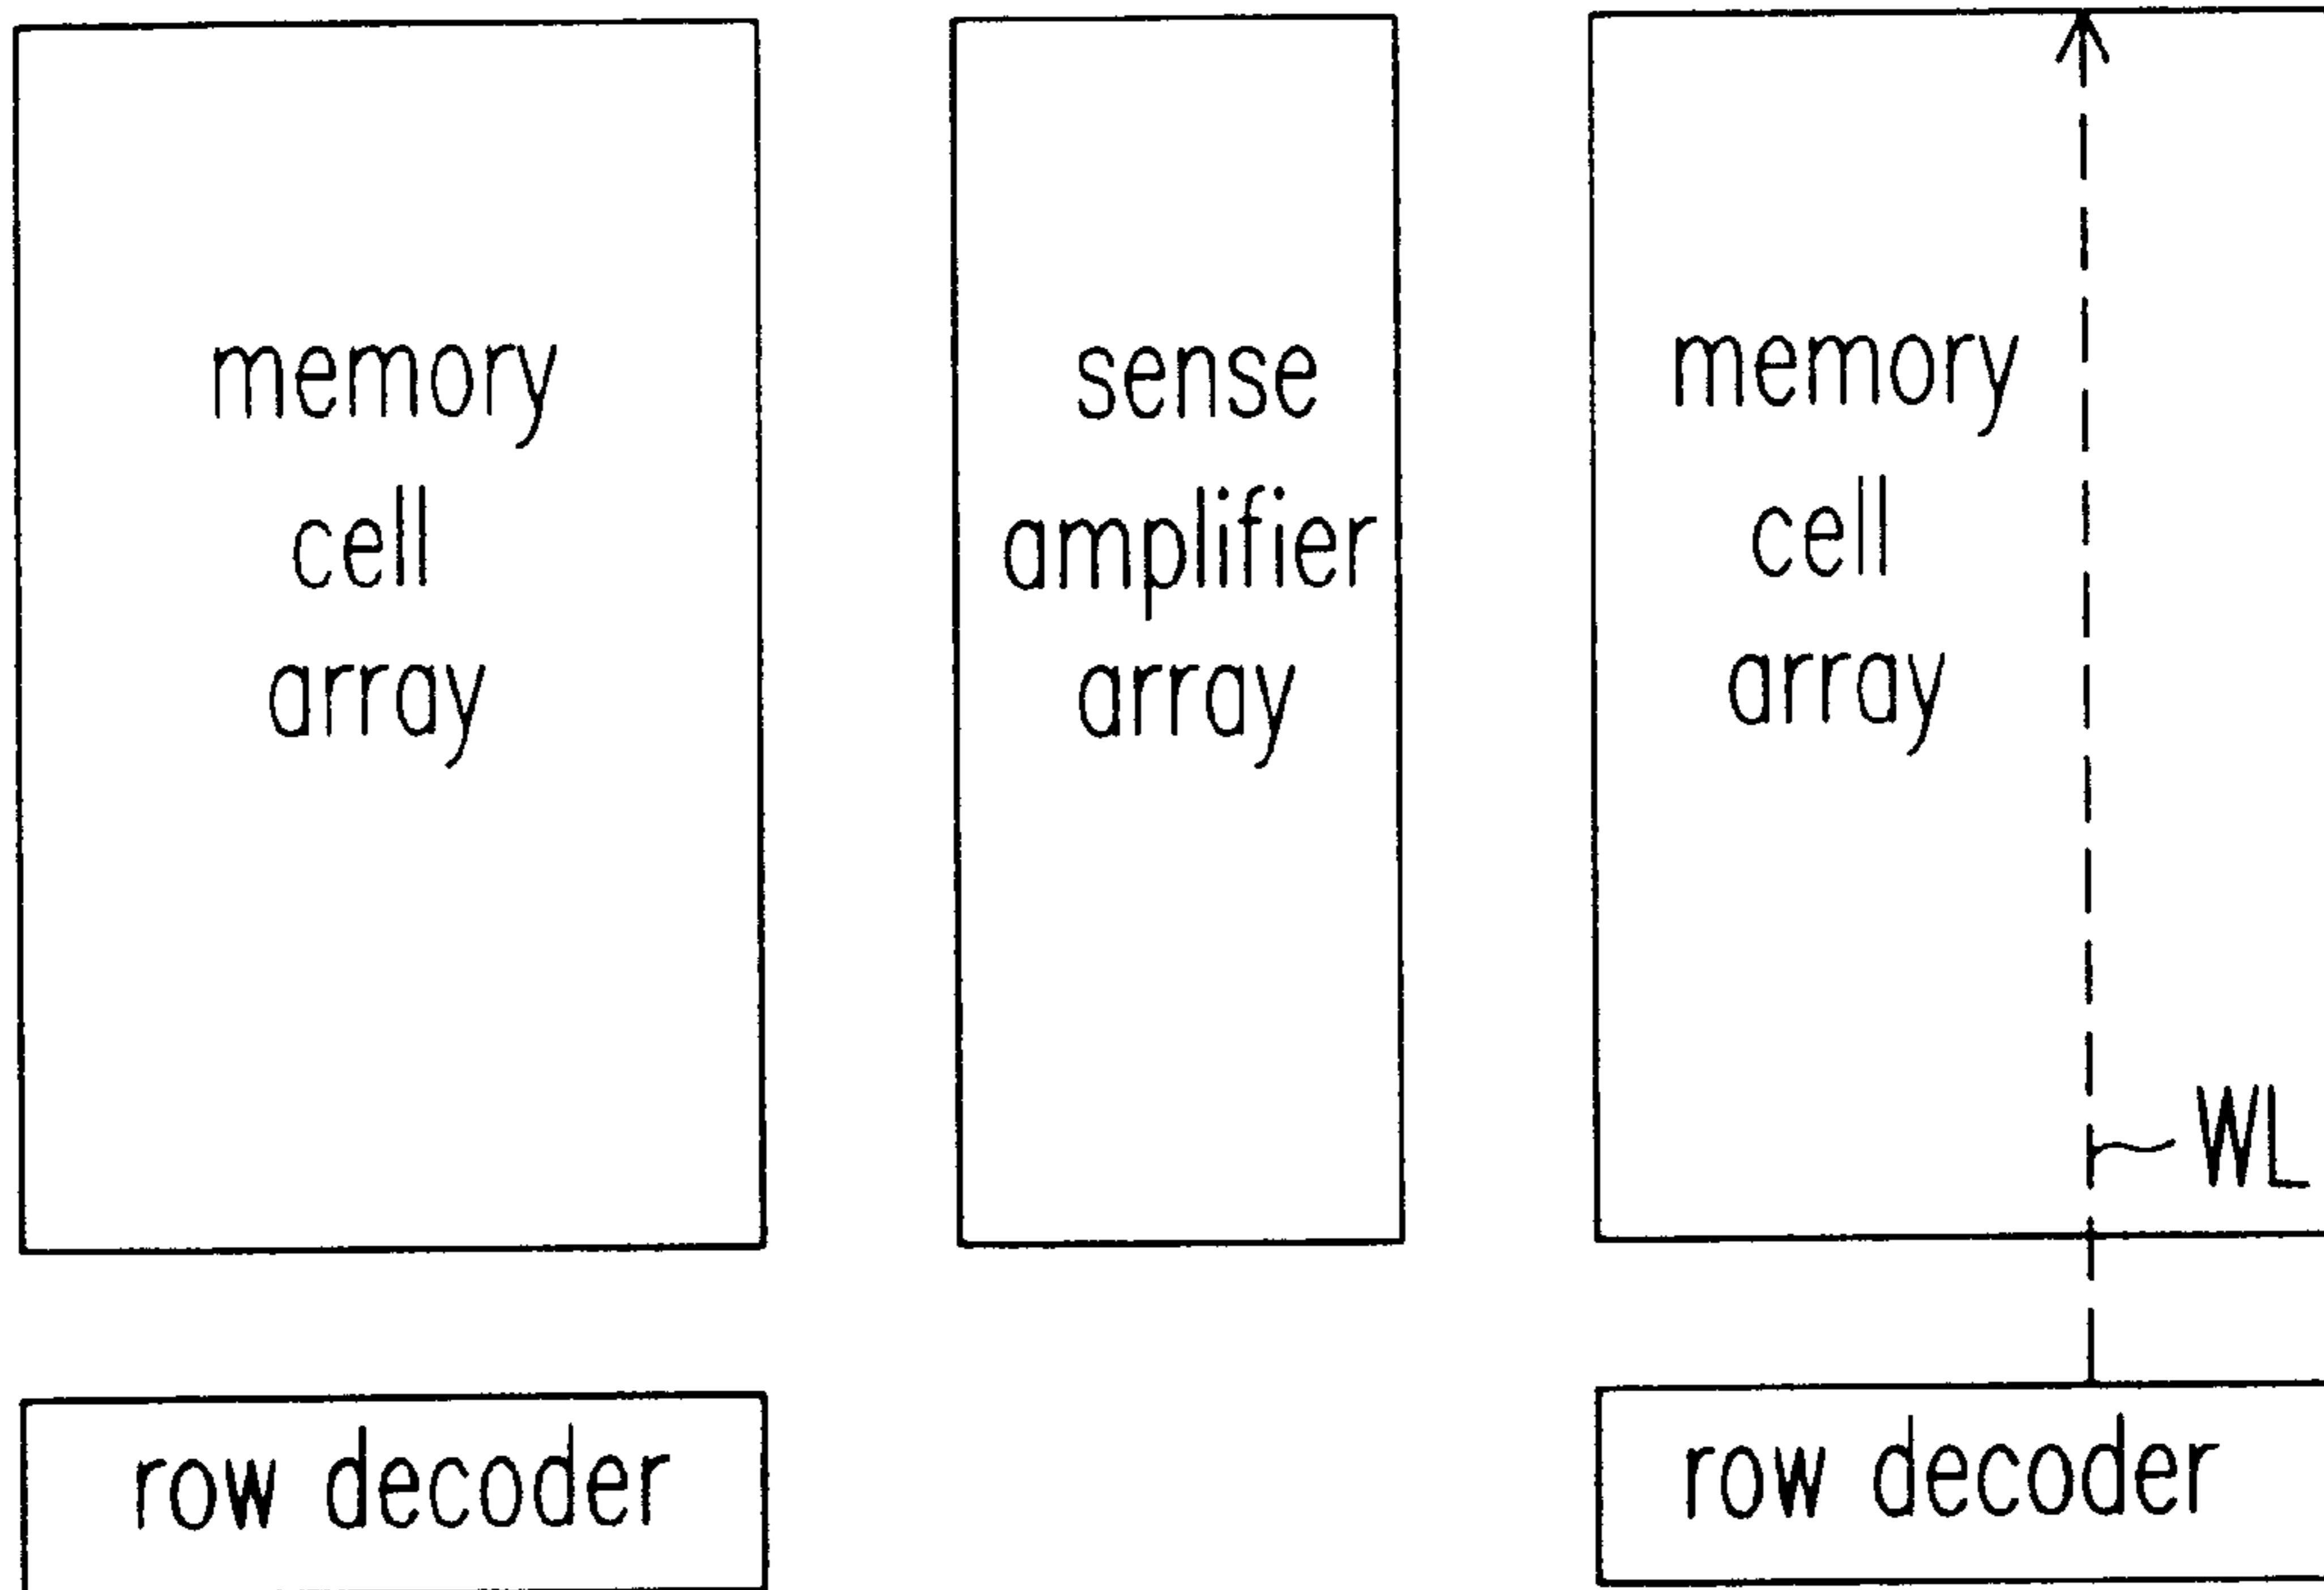 memory
cell
array
sense
amplifier
array
memory
cell
array
WL
row decoder
row decoder